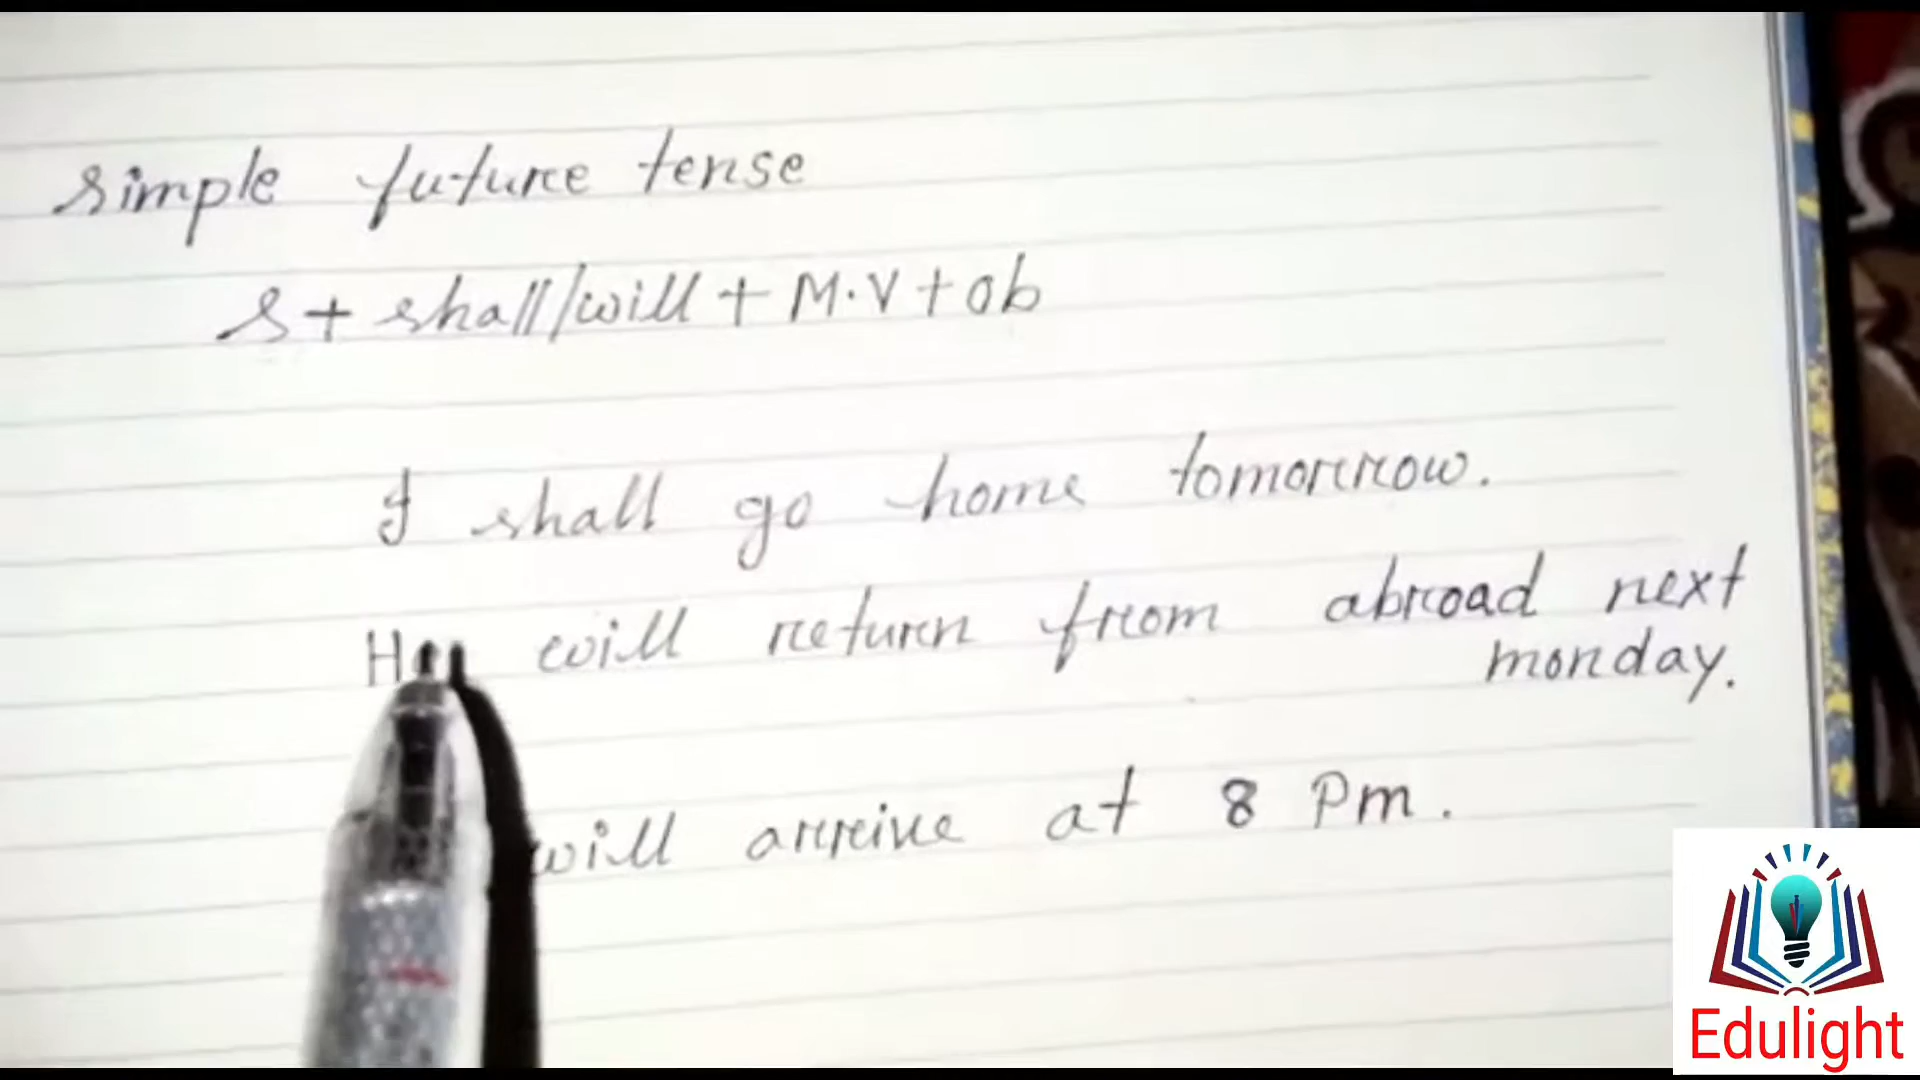 simple future tense
S + shall/will + M.V + ob
I shall go home tomorrow.
will return from abroad next
monday.
will arrive at 8 Pm.
Edulight